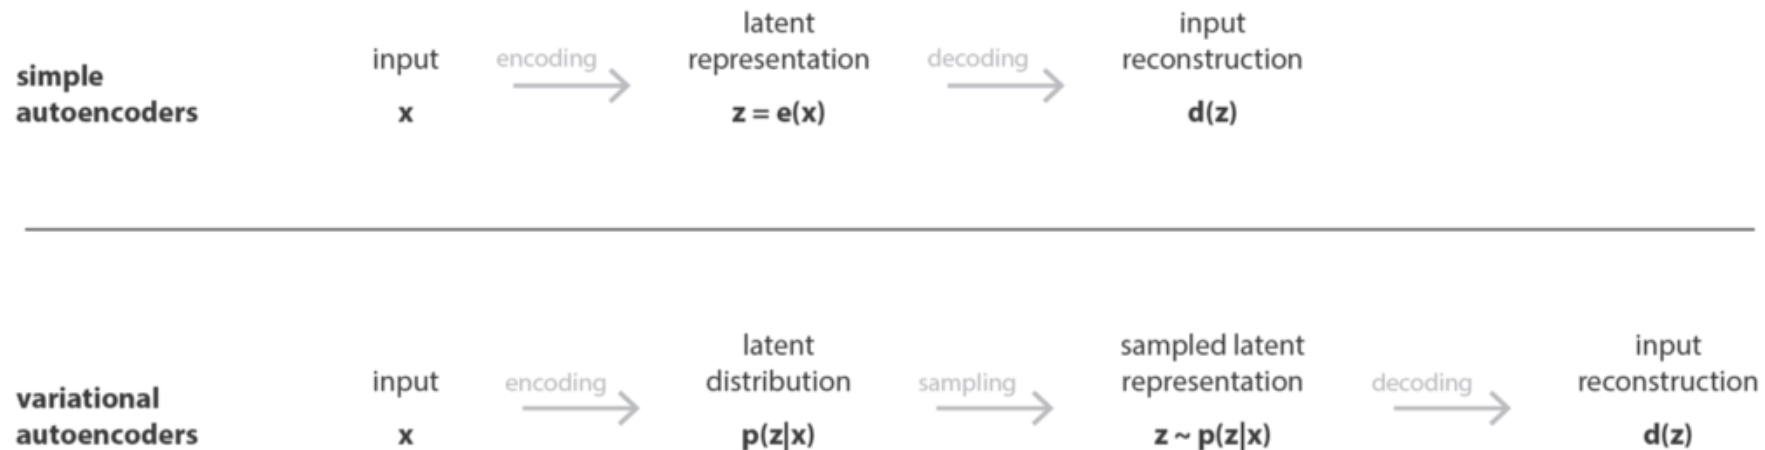 latent
input
input
encoding
representation
decoding
reconstruction
simple
autoencoders
x
z = e(x)
d(z)
latent
sampled latent
input
input
encoding
distribution
sampling
representation
decoding
reconstruction
variational
autoencoders
x
p(z|x)
z ~ p(z|x)
d(z)